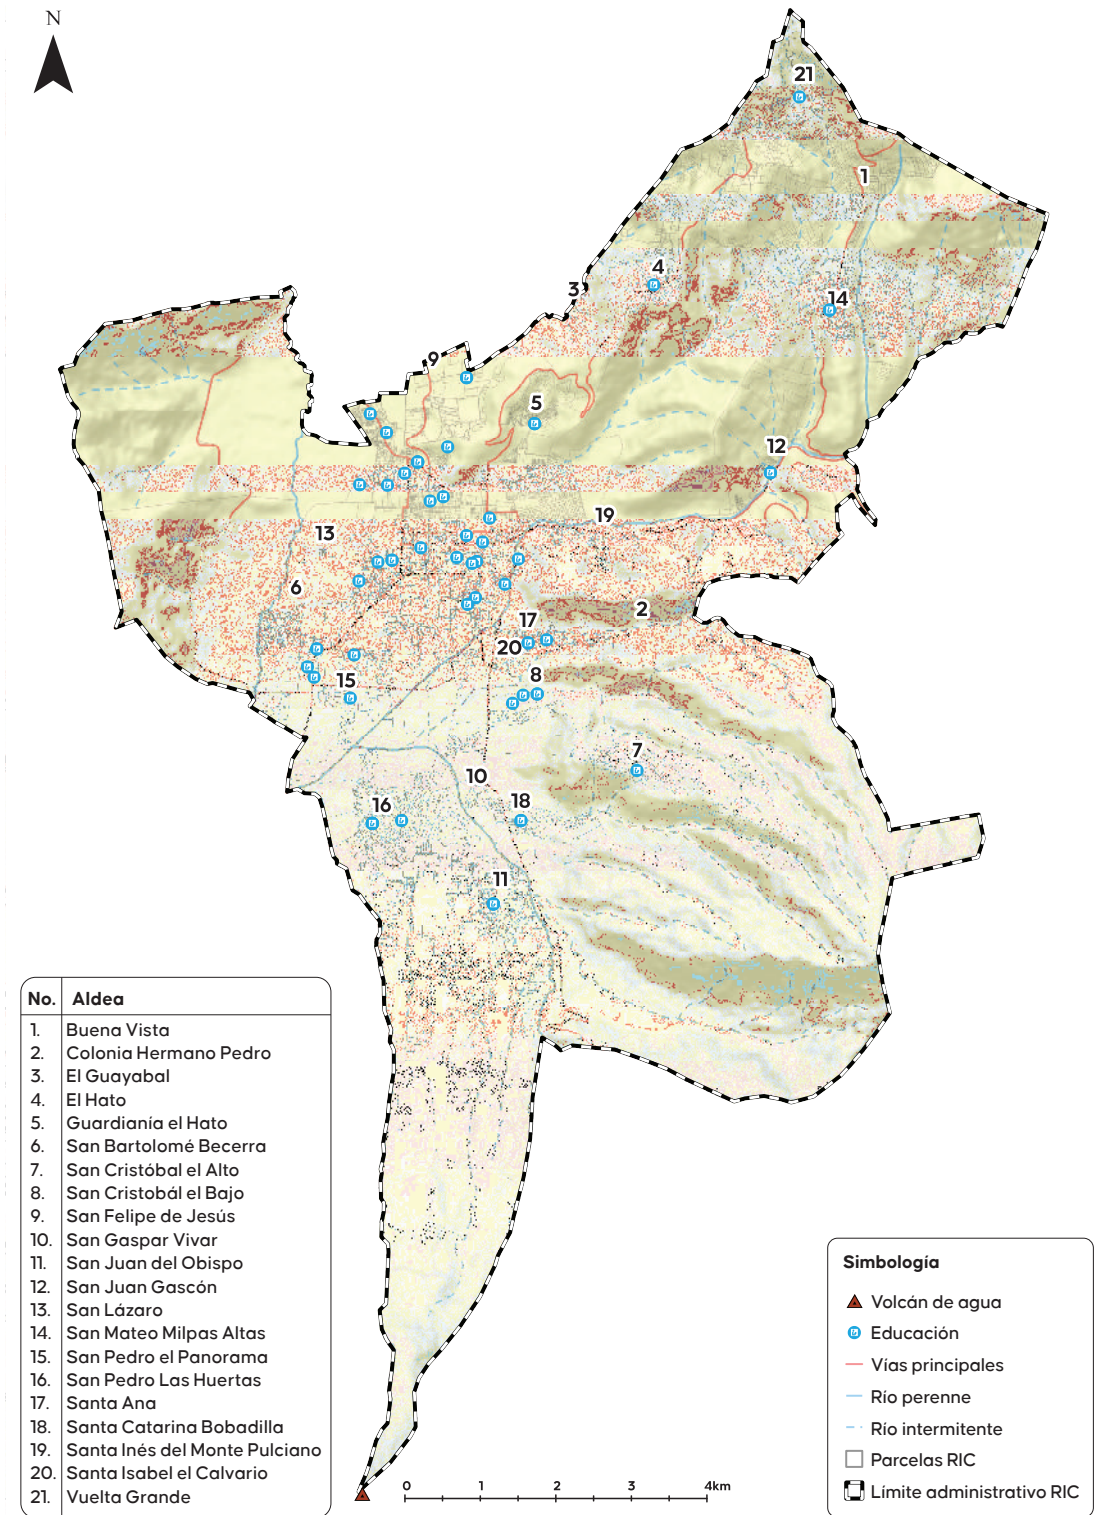 N
21
1
4
3
14
9
5
12
19
13
6
2
17
20
15
8
7
10
16
18
11
No. Aldea
1. Buena Vista
2. Colonia Hermano Pedro
3. El Guayabal
4. El Hato
5. Guardianía el Hato
6. San Bartolomé Becerra
7. San Cristóbal el Alto
8. San Cristobál el Bajo
9. San Felipe de Jesús
10. San Gaspar Vivar
11. San Juan del Obispo
12. San Juan Gascón
13. San Lázaro
14. San Mateo Milpas Altas
15. San Pedro el Panorama
16. San Pedro Las Huertas
17. Santa Ana
18. Santa Catarina Bobadilla
19. Santa Inés del Monte Pulciano
20. Santa Isabel el Calvario
21. Vuelta Grande
0 1 2 3 4km
Simbología
Volcán de agua
Educación
Vías principales
Río perenne
Río intermitente
Parcelas RIC
Límite administrativo RIC